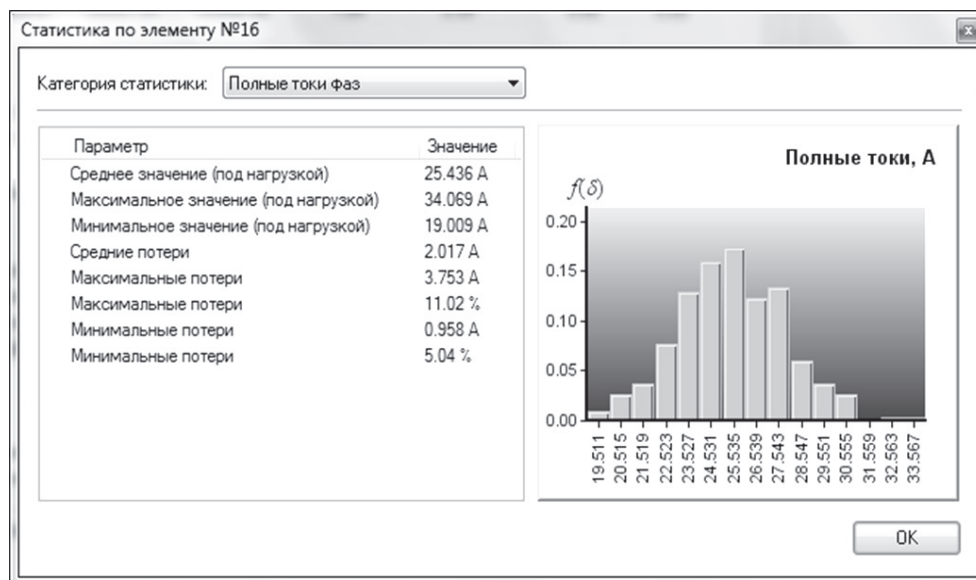 Статистика по элементу №16
x
Категория статистики:
Полные токи фаз
Параметр Значение
Среднее значение (под нагрузкой) 25.436 А
Максимальное значение (под нагрузкой) 34.069 А
Минимальное значение (под нагрузкой) 19.009 А
Средние потери 2.017 А
Максимальные потери 3.753 А
Максимальные потери 11.02 %
Минимальные потери 0.958 А
Минимальные потери 5.04 %
Полные токи, А
f(δ)
0.20
0.15
0.10
0.05
0.00
19.511
20.515
21.519
22.523
23.527
24.531
25.535
26.539
27.543
28.547
29.551
30.555
31.559
32.563
33.567
OK